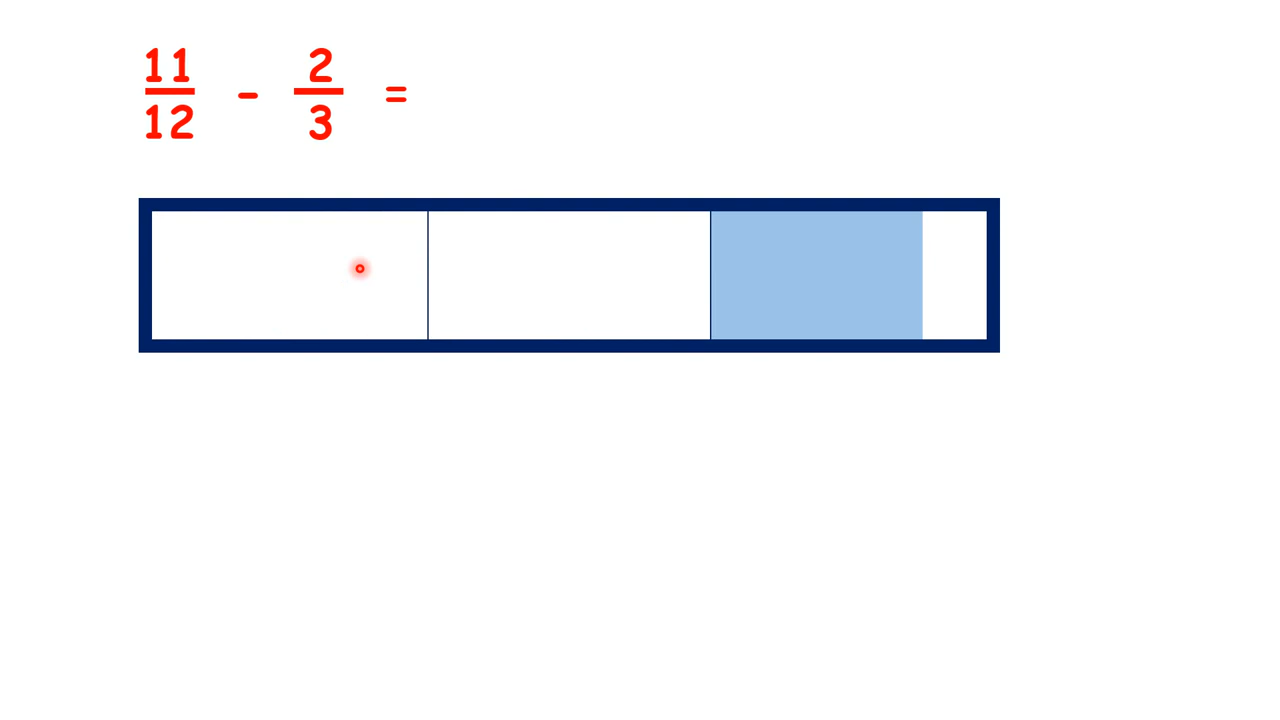 11/12 - 2/3 =